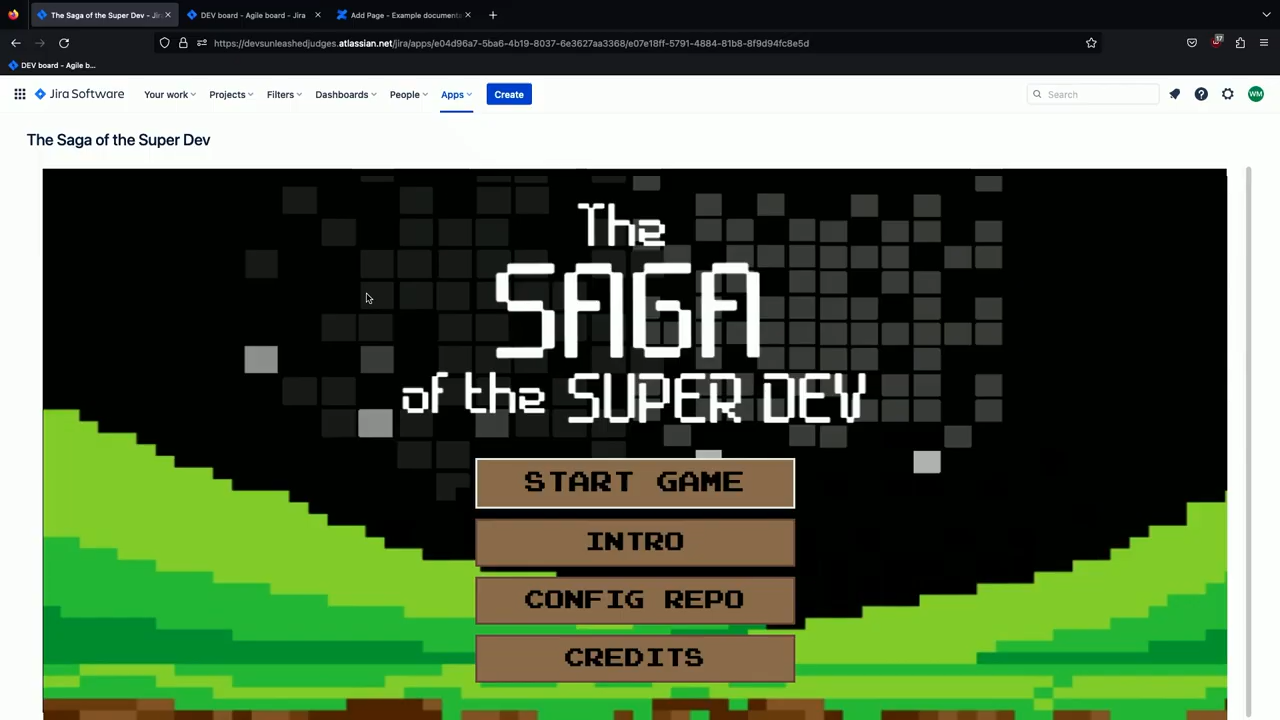 The Saga of the Super Dev - Jir
DEV board - Agile board - Jira
Add Page - Example documenta
https://devsunleashedjudges.atlassian.net/jira/apps/e04d96a7-5ba6-4b19-8037-6e3627aa3368/e07e18ff-5791-4884-81b8-8f9d94fc8e5d
17
DEV board - Agile b...
Jira Software
Your work
Projects
Filters
Dashboards
People
Apps
Create
Search
WM
The Saga of the Super Dev
The
SAGA
of the SUPER DEV
START GAME
INTRO
CONFIG REPO
CREDITS